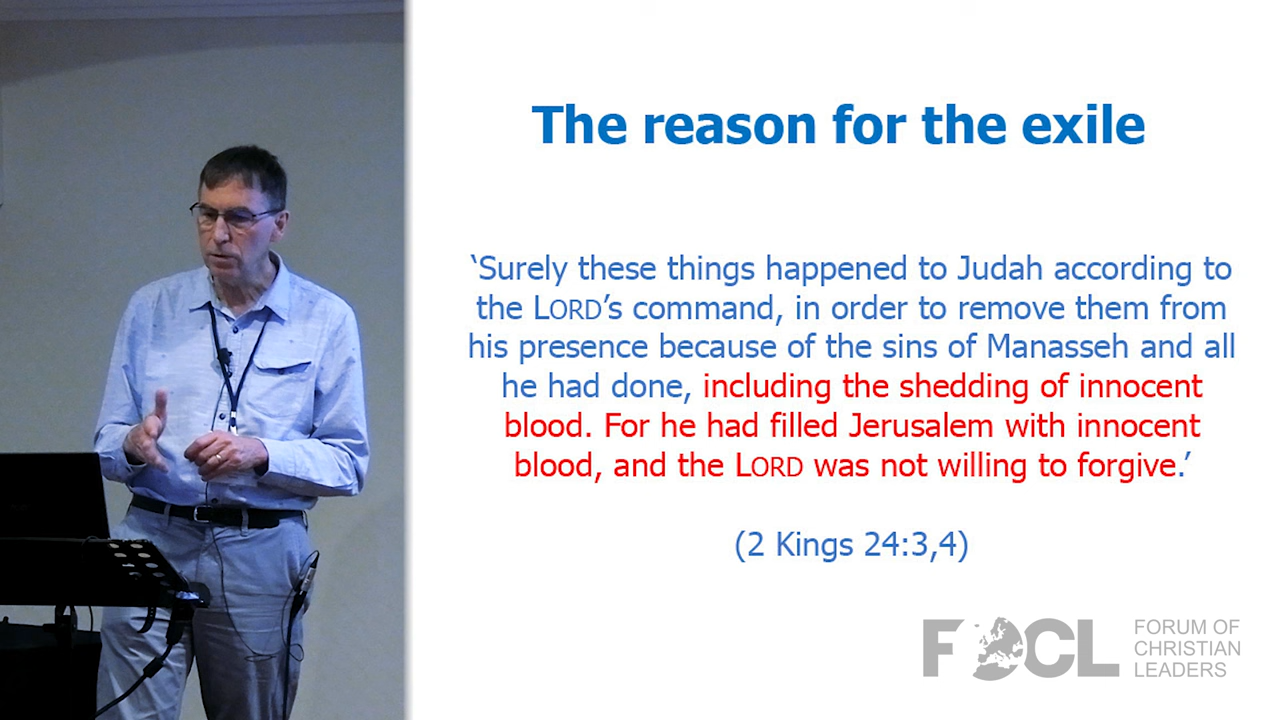 The reason for the exile
‘Surely these things happened to Judah according to
the LORD’s command, in order to remove them from
his presence because of the sins of Manasseh and all
he had done, including the shedding of innocent
blood. For he had filled Jerusalem with innocent
blood, and the LORD was not willing to forgive.’
(2 Kings 24:3,4)
FOCL
FORUM OF
CHRISTIAN
LEADERS